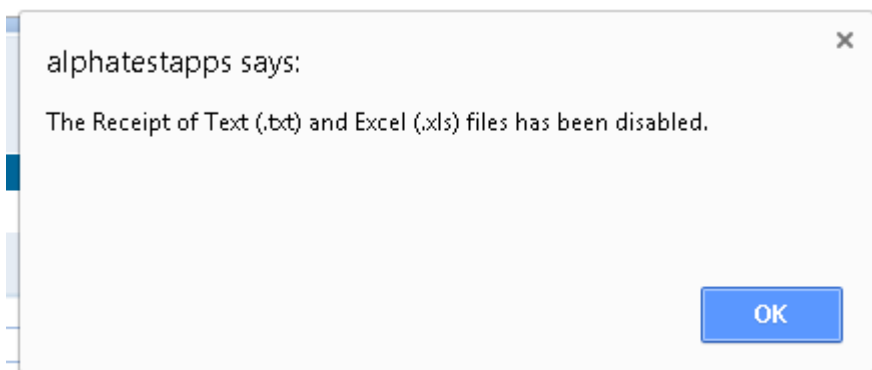 alphatestapps says:
The Receipt of Text (.txt) and Excel (.xls) files has been disabled.
OK